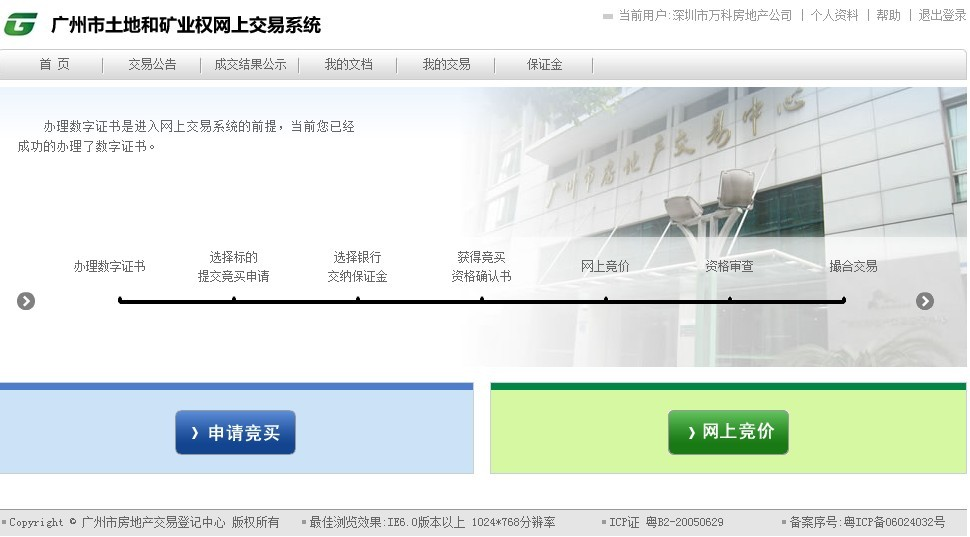 广州市土地和矿业权网上交易系统
当前用户:深圳市万科房地产公司 | 个人资料 | 帮助 | 退出登录
首 页 | 交易公告 | 成交结果公示 | 我的文档 | 我的交易 | 保证金 |
办理数字证书是进入网上交易系统的前提，当前您已经
成功的办理了数字证书。
广州市房地产交易中心
办理数字证书
选择标的
提交竞买申请
选择银行
交纳保证金
获得竞买
资格确认书
网上竞价
资格审查
撮合交易
》申请竞买
》网上竞价
Copyright © 广州市房地产交易登记中心 版权所有
最佳浏览效果:IE6.0版本以上 1024*768分辨率
ICP证 粤B2-20050629
备案序号:粤ICP备06024032号